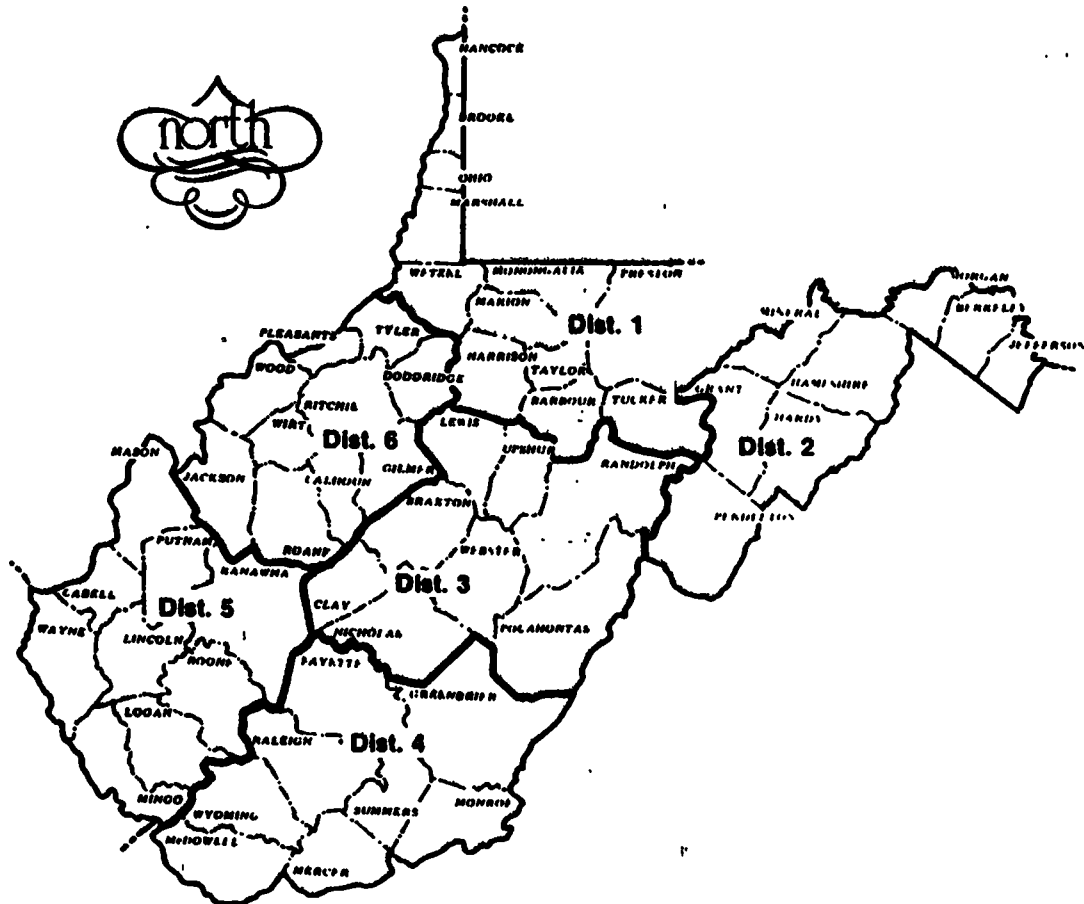 HANCOCK
north
BROOKE
OHIO
MARSHALL
WETZEL
MONONGALIA
PRESTON
MARION
MORGAN
BERKELEY
MINERAL
Dist. 1
PLEASANTS
TYLER
JEFFERSON
HARRISON
WOOD
TAYLOR
DODDRIDGE
HAMPSHIRE
GRANT
BARBOUR
TUCKER
RITCHIE
HARDY
WIRT
LEWIS
Dist. 6
Dist. 2
MASON
UPSHUR
GILMER
RANDOLPH
JACKSON
CALHOUN
BRAXTON
PENDLETON
PUTNAM
ROANE
WEBSTER
KANAWHA
Dist. 3
CABELL
Dist. 5
CLAY
WAYNE
LINCOLN
NICHOLAS
POCAHONTAS
BOONE
FAYETTE
GREENBRIER
LOGAN
RALEIGH
Dist. 4
MINGO
WYOMING
SUMMERS
MONROE
McDOWELL
MERCER